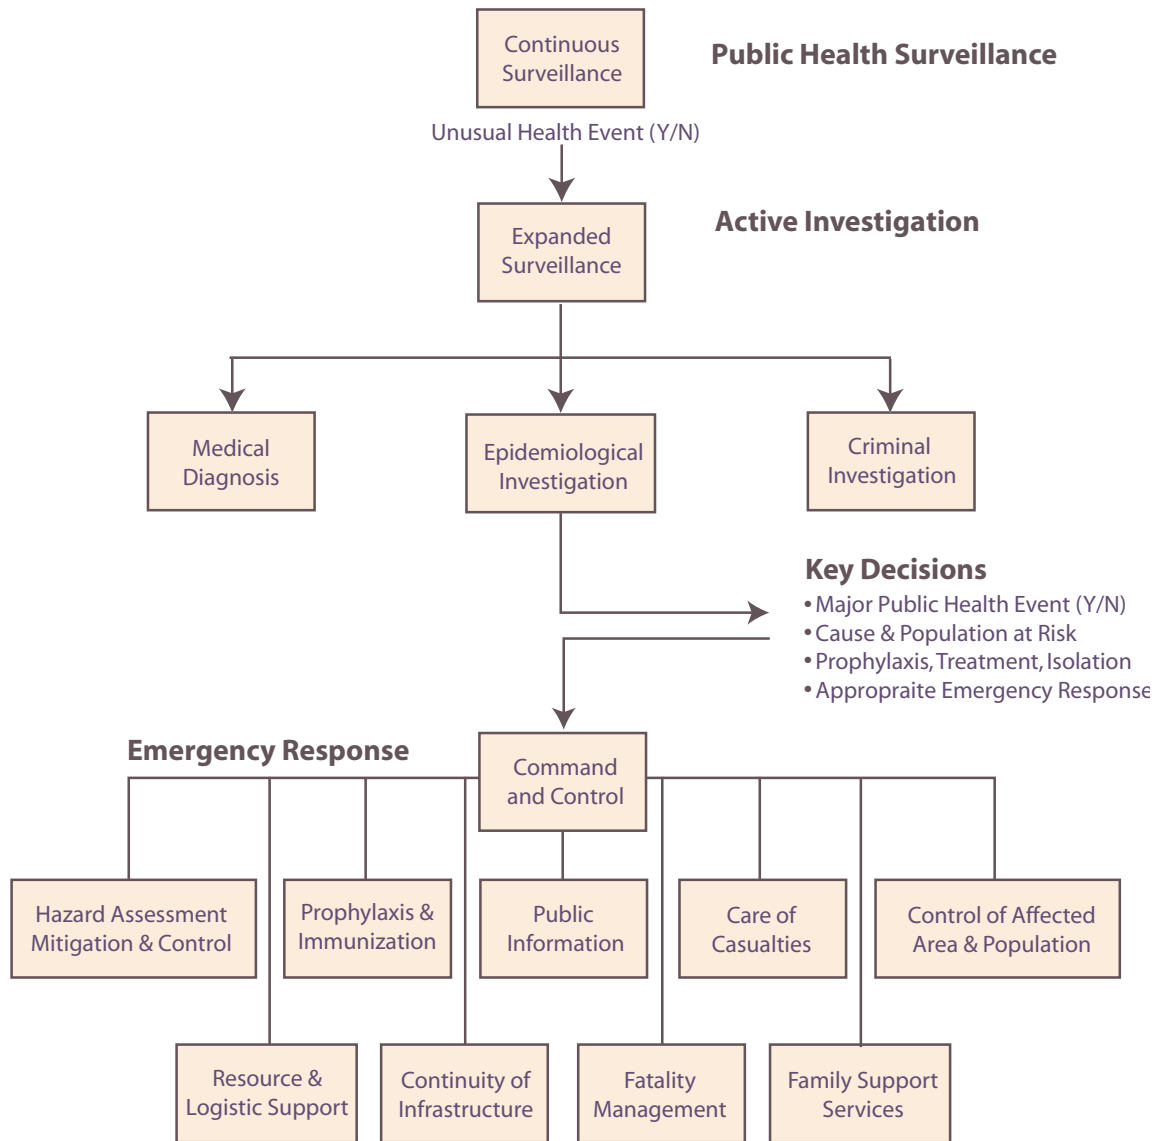 Continuous
Surveillance
Public Health Surveillance
Unusual Health Event (Y/N)
Expanded
Surveillance
Active Investigation
Medical
Diagnosis
Epidemiological
Investigation
Criminal
Investigation
Key Decisions
• Major Public Health Event (Y/N)
• Cause & Population at Risk
• Prophylaxis, Treatment, Isolation
• Appropraite Emergency Response
Emergency Response
Command
and Control
Hazard Assessment
Mitigation & Control
Prophylaxis &
Immunization
Public
Information
Care of
Casualties
Control of Affected
Area & Population
Resource &
Logistic Support
Continuity of
Infrastructure
Fatality
Management
Family Support
Services